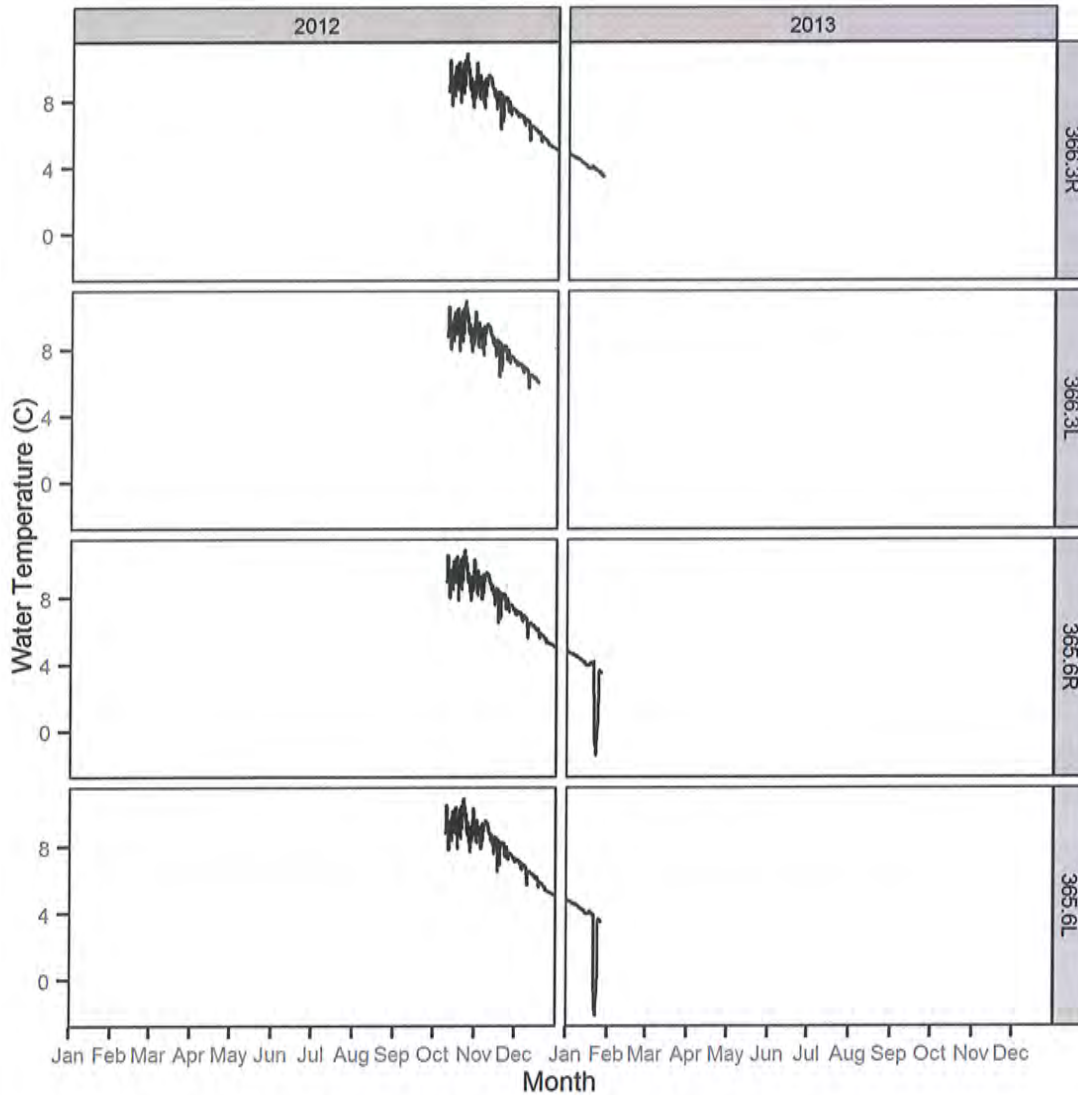 2012
2013
8
4
0
366.3R
8
4
0
366.3L
8
4
0
365.6R
8
4
0
365.6L
Water Temperature (C)
Jan Feb Mar Apr May Jun Jul Aug Sep Oct Nov Dec
Jan Feb Mar Apr May Jun Jul Aug Sep Oct Nov Dec
Month